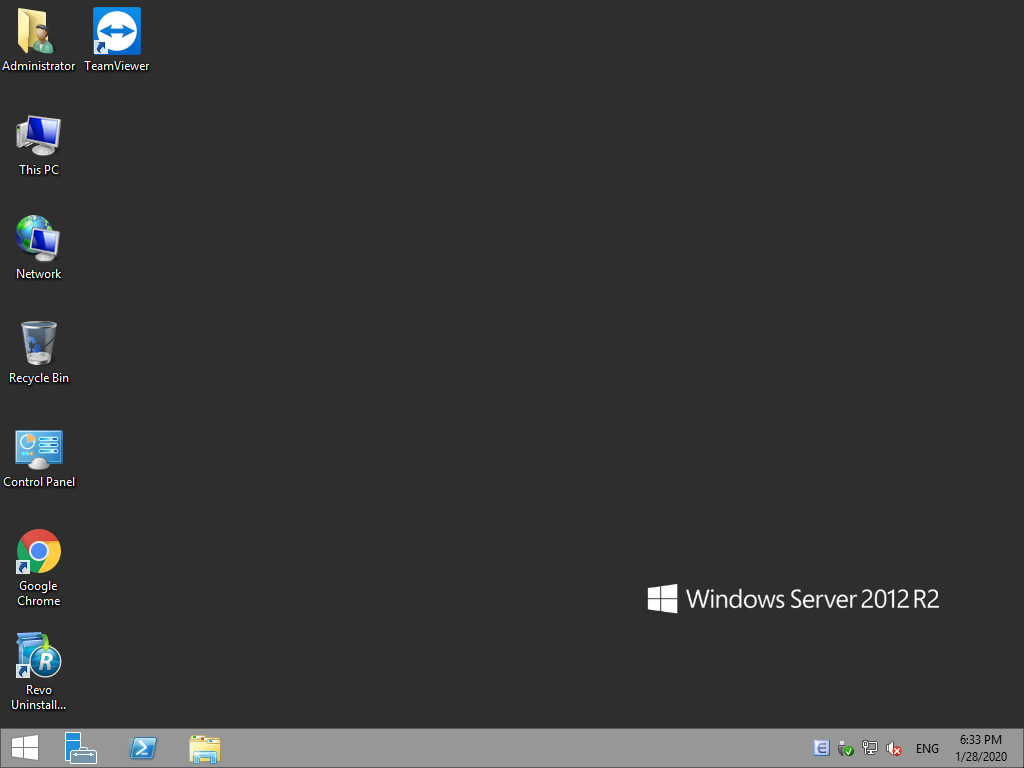 Administrator
TeamViewer
This PC
Network
Recycle Bin
Control Panel
Google
Chrome
Revo
Uninstall...
Windows Server 2012 R2
ENG
6:33 PM
1/28/2020